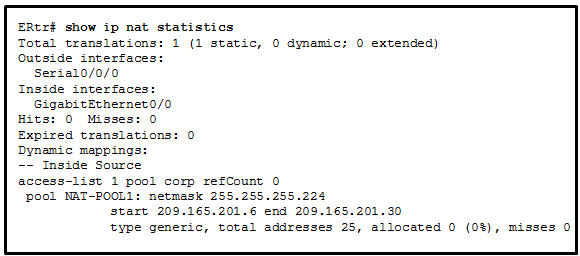 ERtr# show ip nat statistics
Total translations: 1 (1 static, 0 dynamic; 0 extended)
Outside interfaces:
Serial0/0/0
Inside interfaces:
GigabitEthernet0/0
Hits: 0 Misses: 0
Expired translations: 0
Dynamic mappings:
-- Inside Source
access-list 1 pool corp refCount 0
pool NAT-POOL1: netmask 255.255.255.224
start 209.165.201.6 end 209.165.201.30
type generic, total addresses 25, allocated 0 (0%), misses 0